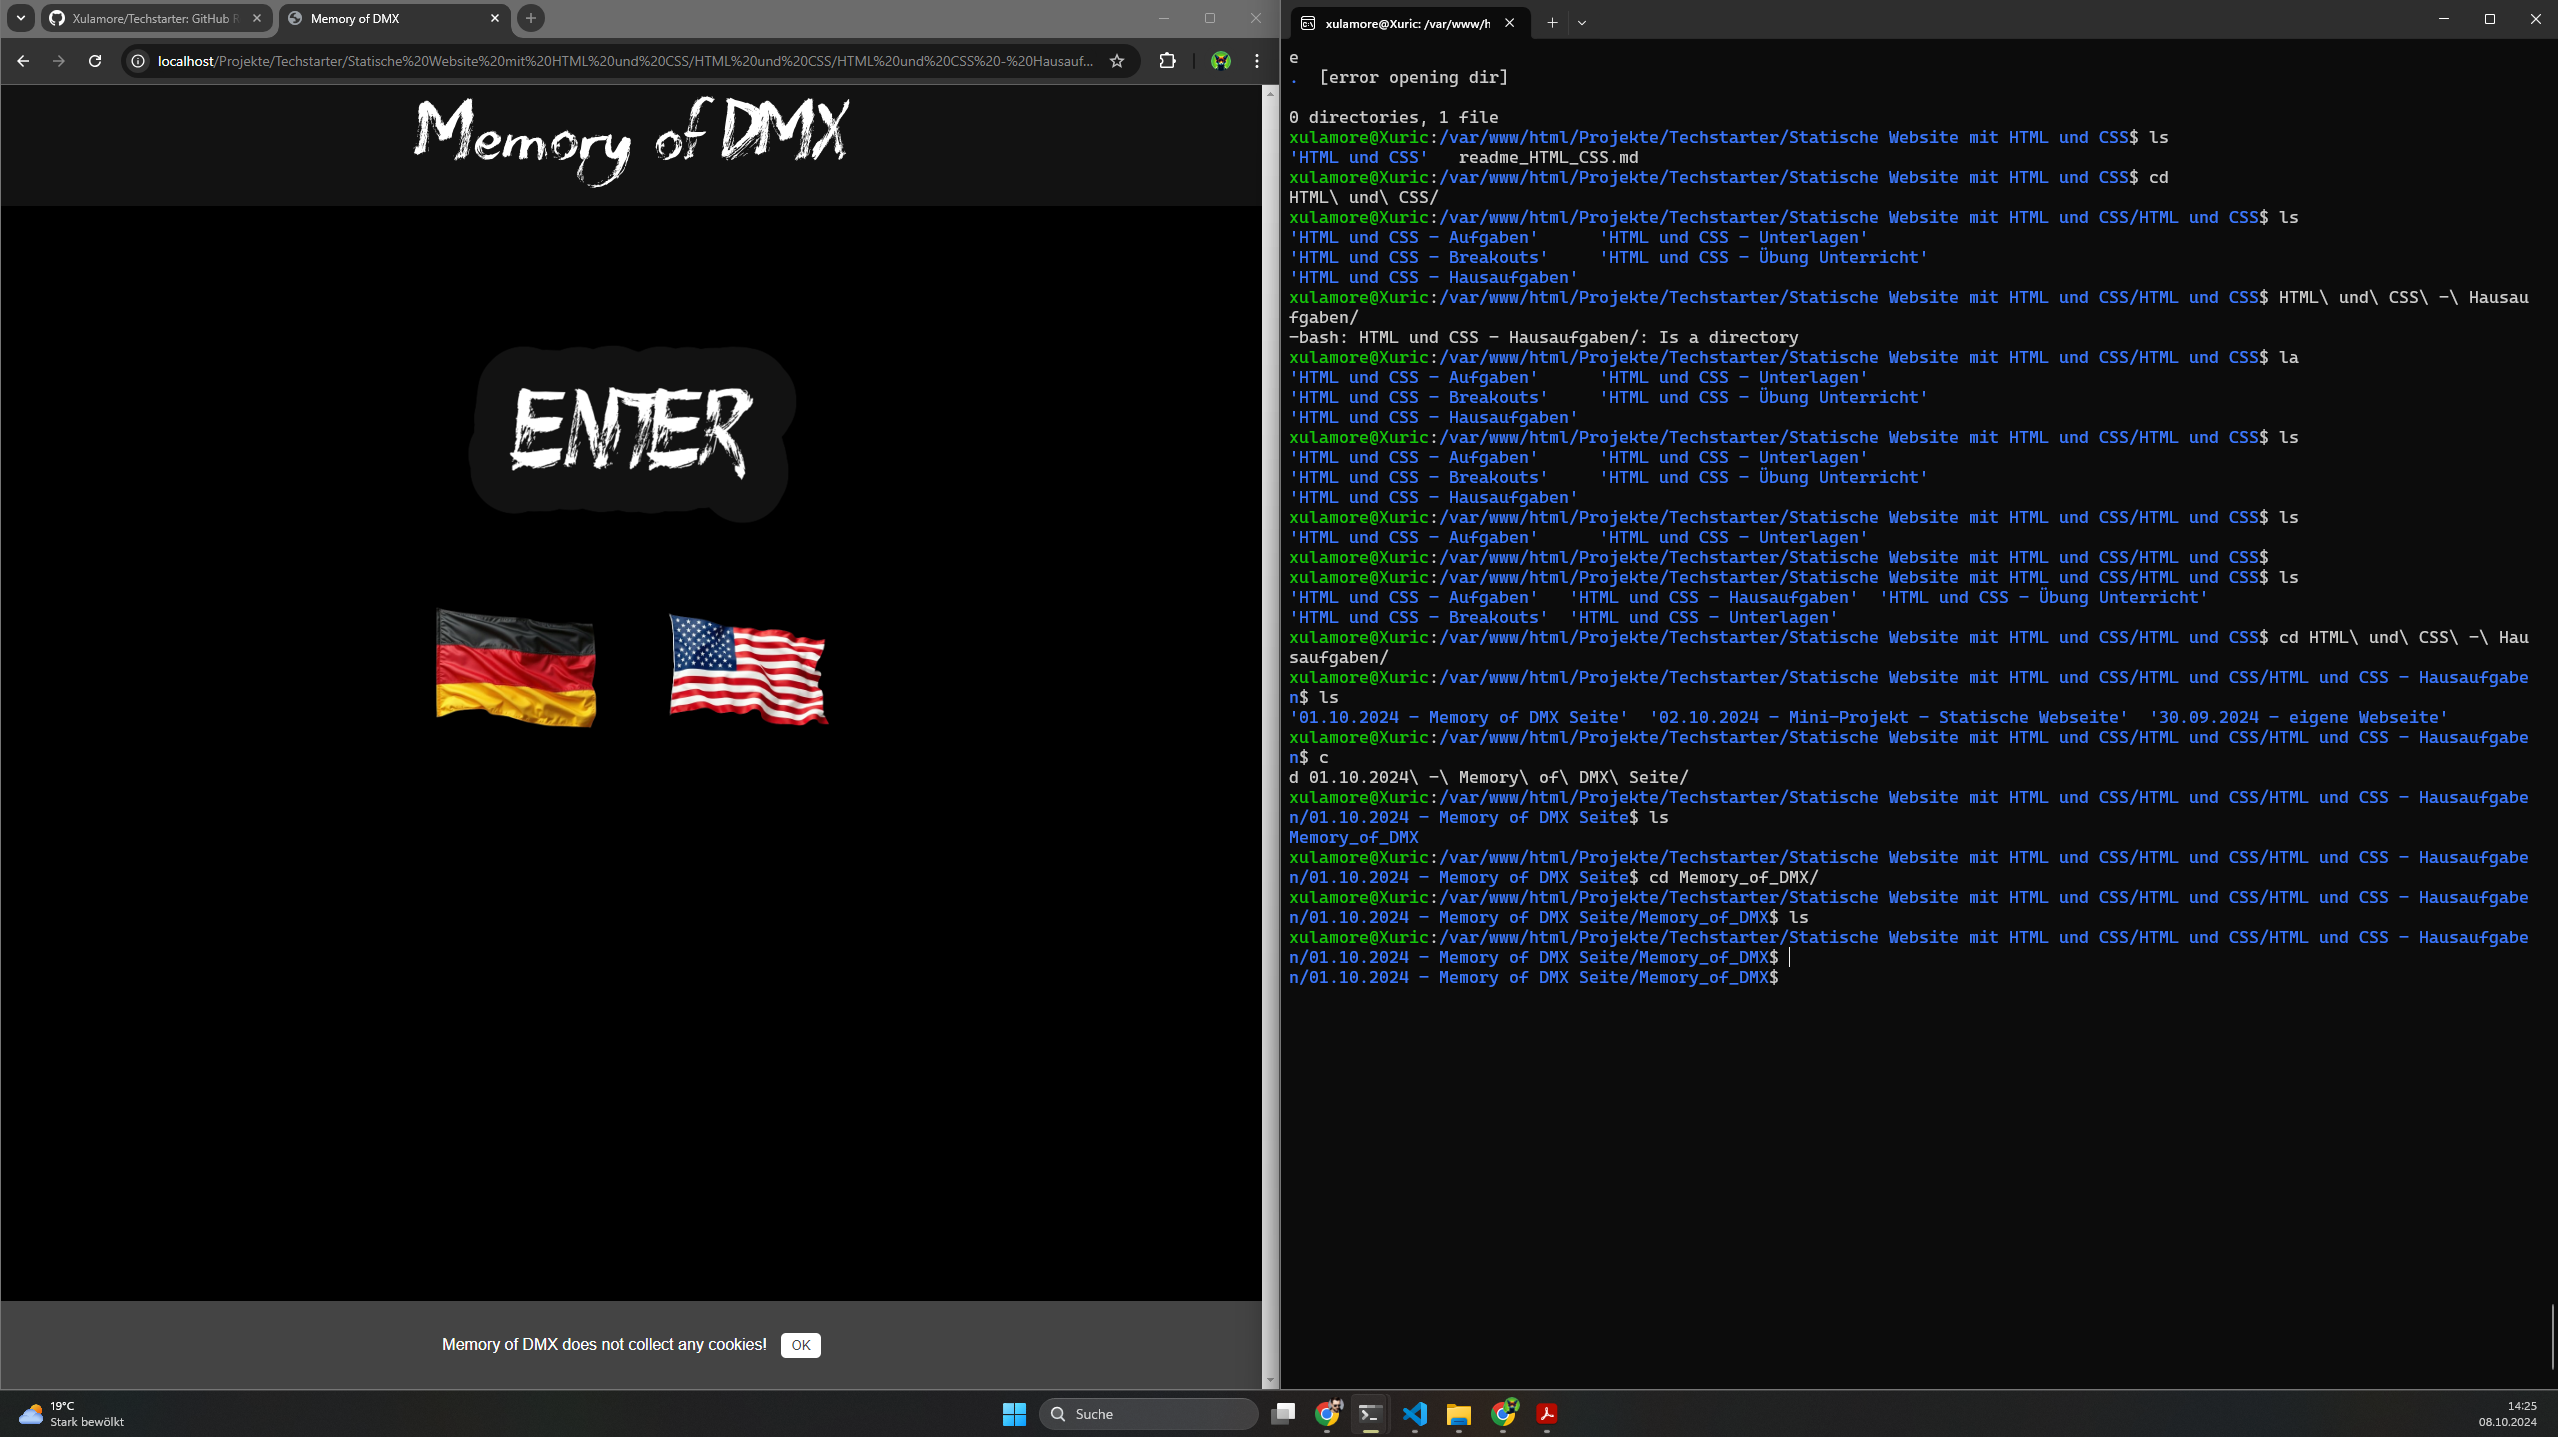 Xulamore/Techstarter: GitHub R
Memory of DMX
localhost/Projekte/Techstarter/Statische%20Website%20mit%20HTML%20und%20CSS/HTML%20und%20CSS/HTML%20und%20CSS%20-%20Hausauf...
Memory of DMX
ENTER
Memory of DMX does not collect any cookies!
OK
xulamore@Xuric: /var/www/h
e
.  [error opening dir]
0 directories, 1 file
xulamore@Xuric:/var/www/html/Projekte/Techstarter/Statische Website mit HTML und CSS$ ls
'HTML und CSS'   readme_HTML_CSS.md
xulamore@Xuric:/var/www/html/Projekte/Techstarter/Statische Website mit HTML und CSS$ cd
HTML\ und\ CSS/
xulamore@Xuric:/var/www/html/Projekte/Techstarter/Statische Website mit HTML und CSS/HTML und CSS$ ls
'HTML und CSS - Aufgaben'      'HTML und CSS - Unterlagen'
'HTML und CSS - Breakouts'     'HTML und CSS - Übung Unterricht'
'HTML und CSS - Hausaufgaben'
xulamore@Xuric:/var/www/html/Projekte/Techstarter/Statische Website mit HTML und CSS/HTML und CSS$ HTML\ und\ CSS\ -\ Hausau
fgaben/
-bash: HTML und CSS - Hausaufgaben/: Is a directory
xulamore@Xuric:/var/www/html/Projekte/Techstarter/Statische Website mit HTML und CSS/HTML und CSS$ la
'HTML und CSS - Aufgaben'      'HTML und CSS - Unterlagen'
'HTML und CSS - Breakouts'     'HTML und CSS - Übung Unterricht'
'HTML und CSS - Hausaufgaben'
xulamore@Xuric:/var/www/html/Projekte/Techstarter/Statische Website mit HTML und CSS/HTML und CSS$ ls
'HTML und CSS - Aufgaben'      'HTML und CSS - Unterlagen'
'HTML und CSS - Breakouts'     'HTML und CSS - Übung Unterricht'
'HTML und CSS - Hausaufgaben'
xulamore@Xuric:/var/www/html/Projekte/Techstarter/Statische Website mit HTML und CSS/HTML und CSS$ ls
'HTML und CSS - Aufgaben'      'HTML und CSS - Unterlagen'
xulamore@Xuric:/var/www/html/Projekte/Techstarter/Statische Website mit HTML und CSS/HTML und CSS$
xulamore@Xuric:/var/www/html/Projekte/Techstarter/Statische Website mit HTML und CSS/HTML und CSS$ ls
'HTML und CSS - Aufgaben'   'HTML und CSS - Hausaufgaben'  'HTML und CSS - Übung Unterricht'
'HTML und CSS - Breakouts'  'HTML und CSS - Unterlagen'
xulamore@Xuric:/var/www/html/Projekte/Techstarter/Statische Website mit HTML und CSS/HTML und CSS$ cd HTML\ und\ CSS\ -\ Hau
saufgaben/
xulamore@Xuric:/var/www/html/Projekte/Techstarter/Statische Website mit HTML und CSS/HTML und CSS/HTML und CSS - Hausaufgabe
n$ ls
'01.10.2024 - Memory of DMX Seite'  '02.10.2024 - Mini-Projekt - Statische Webseite'  '30.09.2024 - eigene Webseite'
xulamore@Xuric:/var/www/html/Projekte/Techstarter/Statische Website mit HTML und CSS/HTML und CSS/HTML und CSS - Hausaufgabe
n$ c
d 01.10.2024\ -\ Memory\ of\ DMX\ Seite/
xulamore@Xuric:/var/www/html/Projekte/Techstarter/Statische Website mit HTML und CSS/HTML und CSS/HTML und CSS - Hausaufgabe
n/01.10.2024 - Memory of DMX Seite$ ls
Memory_of_DMX
xulamore@Xuric:/var/www/html/Projekte/Techstarter/Statische Website mit HTML und CSS/HTML und CSS/HTML und CSS - Hausaufgabe
n/01.10.2024 - Memory of DMX Seite$ cd Memory_of_DMX/
xulamore@Xuric:/var/www/html/Projekte/Techstarter/Statische Website mit HTML und CSS/HTML und CSS/HTML und CSS - Hausaufgabe
n/01.10.2024 - Memory of DMX Seite/Memory_of_DMX$ ls
xulamore@Xuric:/var/www/html/Projekte/Techstarter/Statische Website mit HTML und CSS/HTML und CSS/HTML und CSS - Hausaufgabe
n/01.10.2024 - Memory of DMX Seite/Memory_of_DMX$
n/01.10.2024 - Memory of DMX Seite/Memory_of_DMX$
19°C
Stark bewölkt
Suche
14:25
08.10.2024